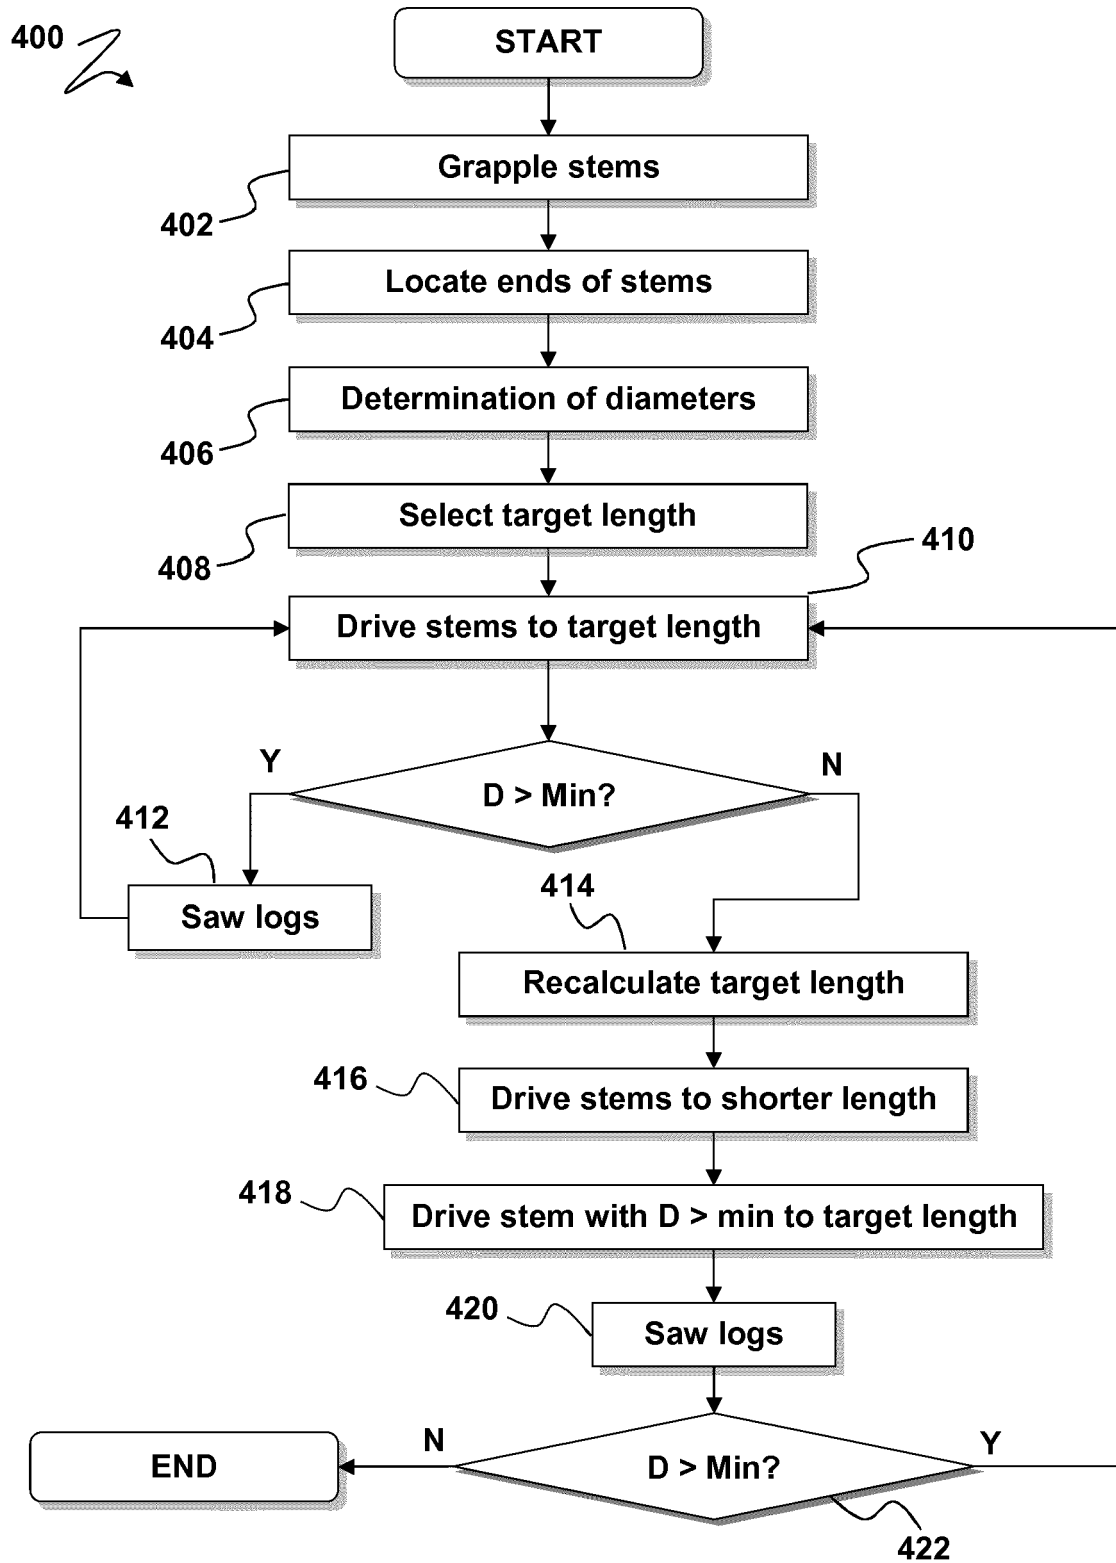 400
START
Grapple stems
402
Locate ends of stems
404
Determination of diameters
406
Select target length
408
410
Drive stems to target length
Y
N
D > Min?
412
Saw logs
414
Recalculate target length
416
Drive stems to shorter length
418
Drive stem with D > min to target length
420
Saw logs
END
N
D > Min?
Y
422